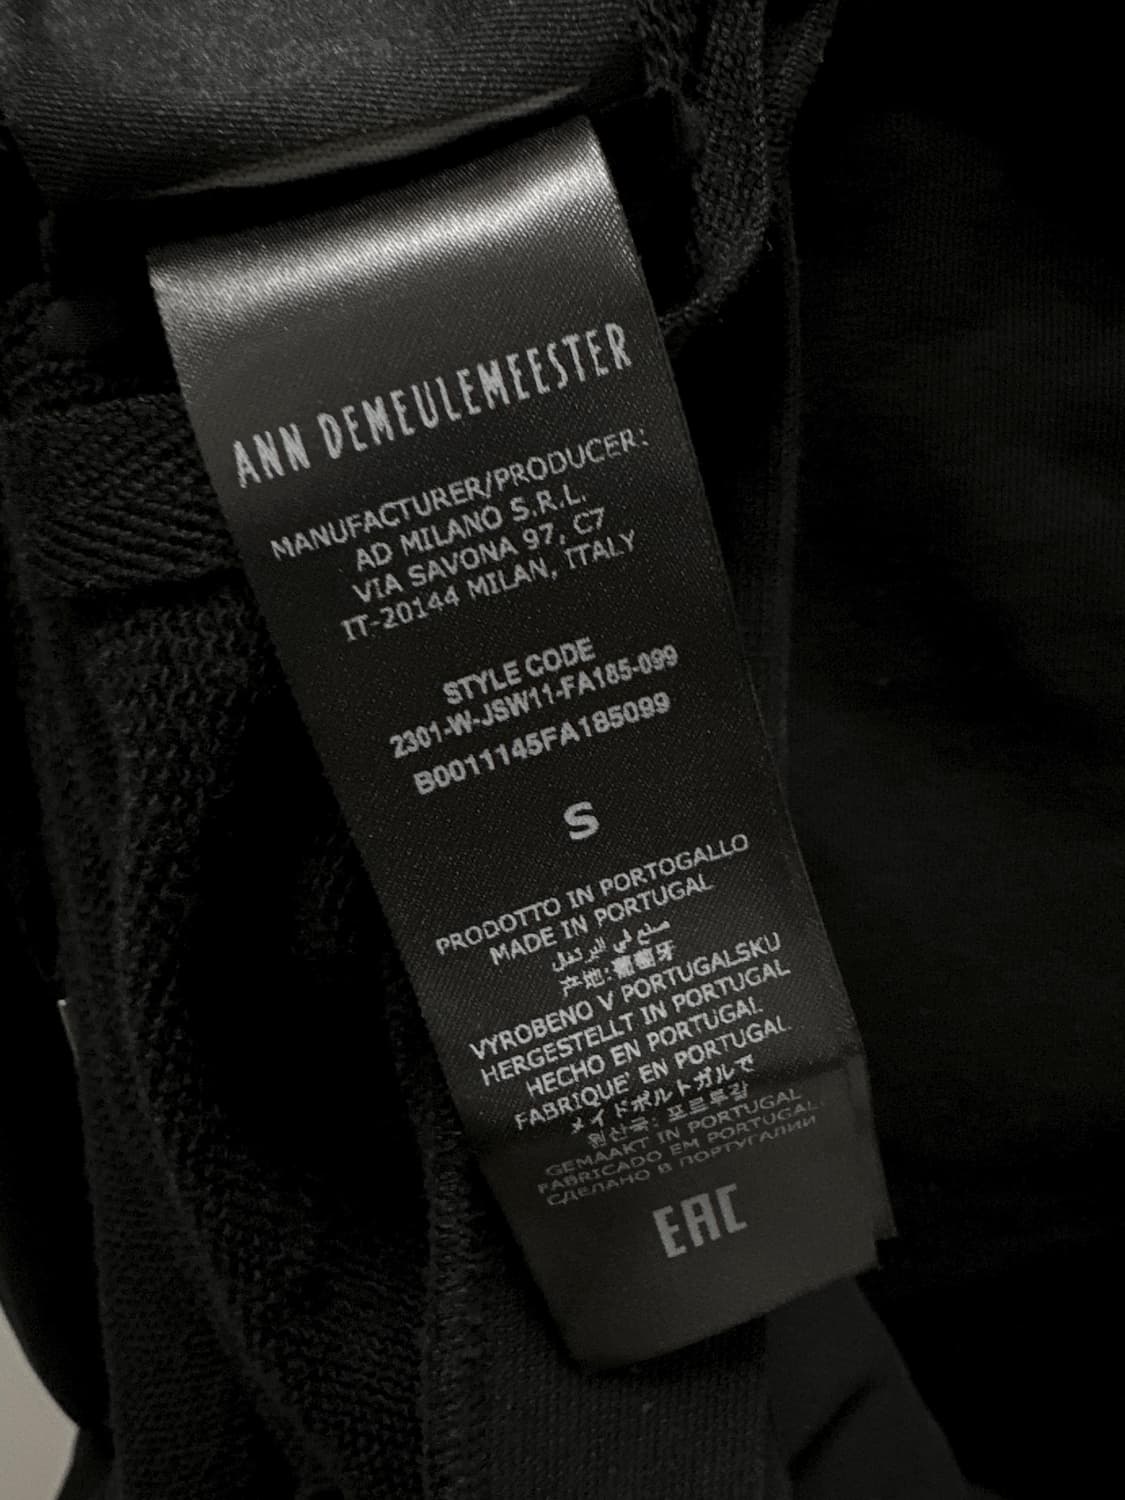 ANN DEMEULEMEESTER
MANUFACTURER/PRODUCER:
AD MILANO S.R.L.
VIA SAVONA 97, C7
IT-20144 MILAN, ITALY
STYLE CODE
2301-W-JSW11-FA185-099
B0011145FA185099
S
PRODOTTO IN PORTOGALLO
MADE IN PORTUGAL
صنع في البرتغال
产地: 葡萄牙
VYROBENO V PORTUGALSKU
HERGESTELLT IN PORTUGAL
HECHO EN PORTUGAL
FABRIQUE' EN PORTUGAL
メイドポルトガルで
원산국: 포르투갈
GEMAAKT IN PORTUGAL
FABRICADO EM PORTUGAL
СДЕЛАНО В ПОРТУГАЛИИ
EAC